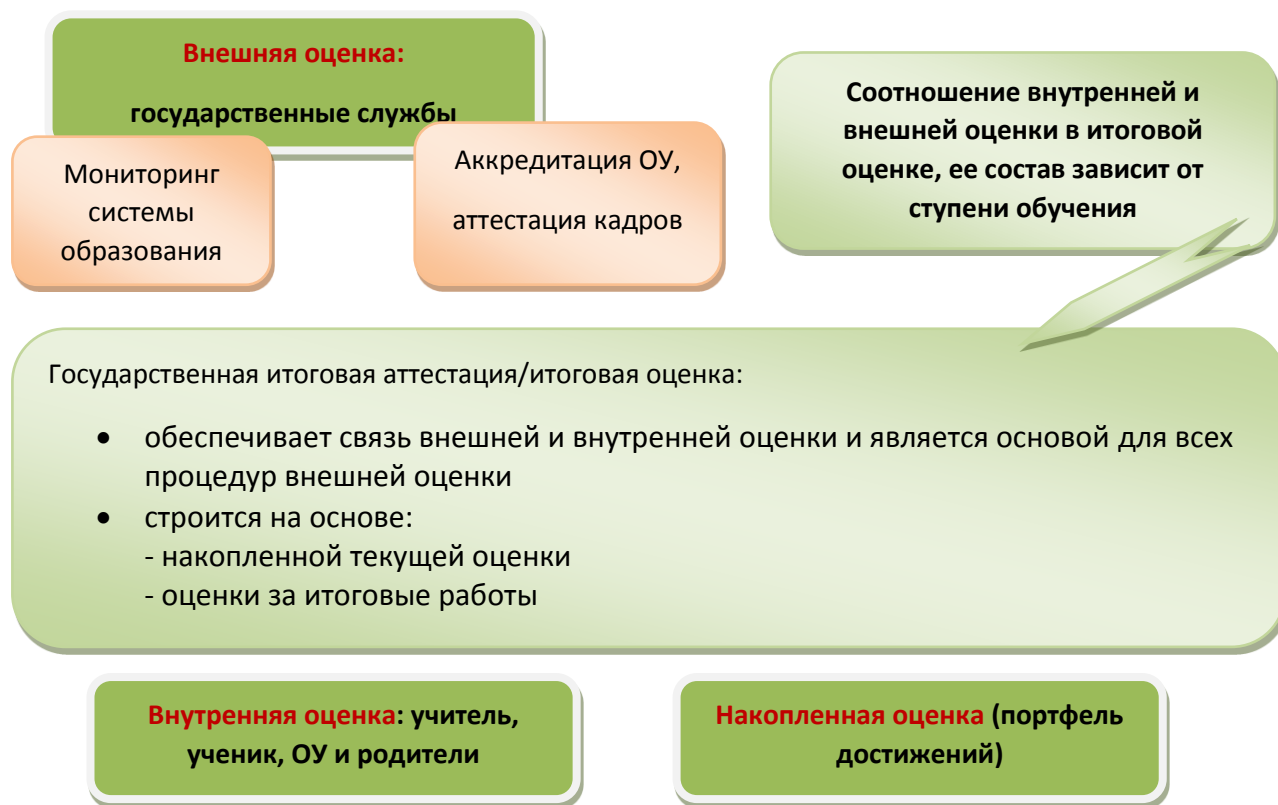 Внешняя оценка:
государственные службы
Мониторинг
системы
образования
Аккредитация ОУ,
аттестация кадров
Соотношение внутренней и
внешней оценки в итоговой
оценке, ее состав зависит от
ступени обучения
Государственная итоговая аттестация/итоговая оценка:
• обеспечивает связь внешней и внутренней оценки и является основой для всех
процедур внешней оценки
• строится на основе:
- накопленной текущей оценки
- оценки за итоговые работы
Внутренняя оценка: учитель,
ученик, ОУ и родители
Накопленная оценка (портфель
достижений)